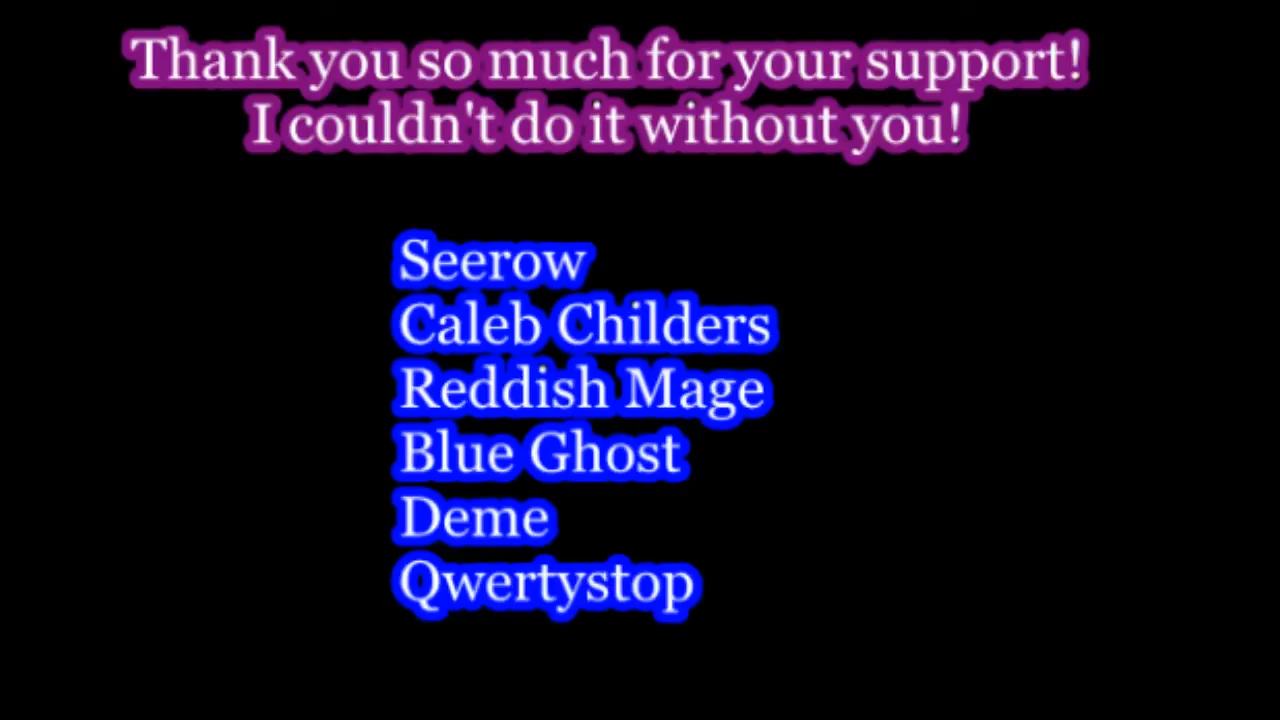 Thank you so much for your support!
I couldn't do it without you!
Seerow
Caleb Childers
Reddish Mage
Blue Ghost
Deme
Qwertystop